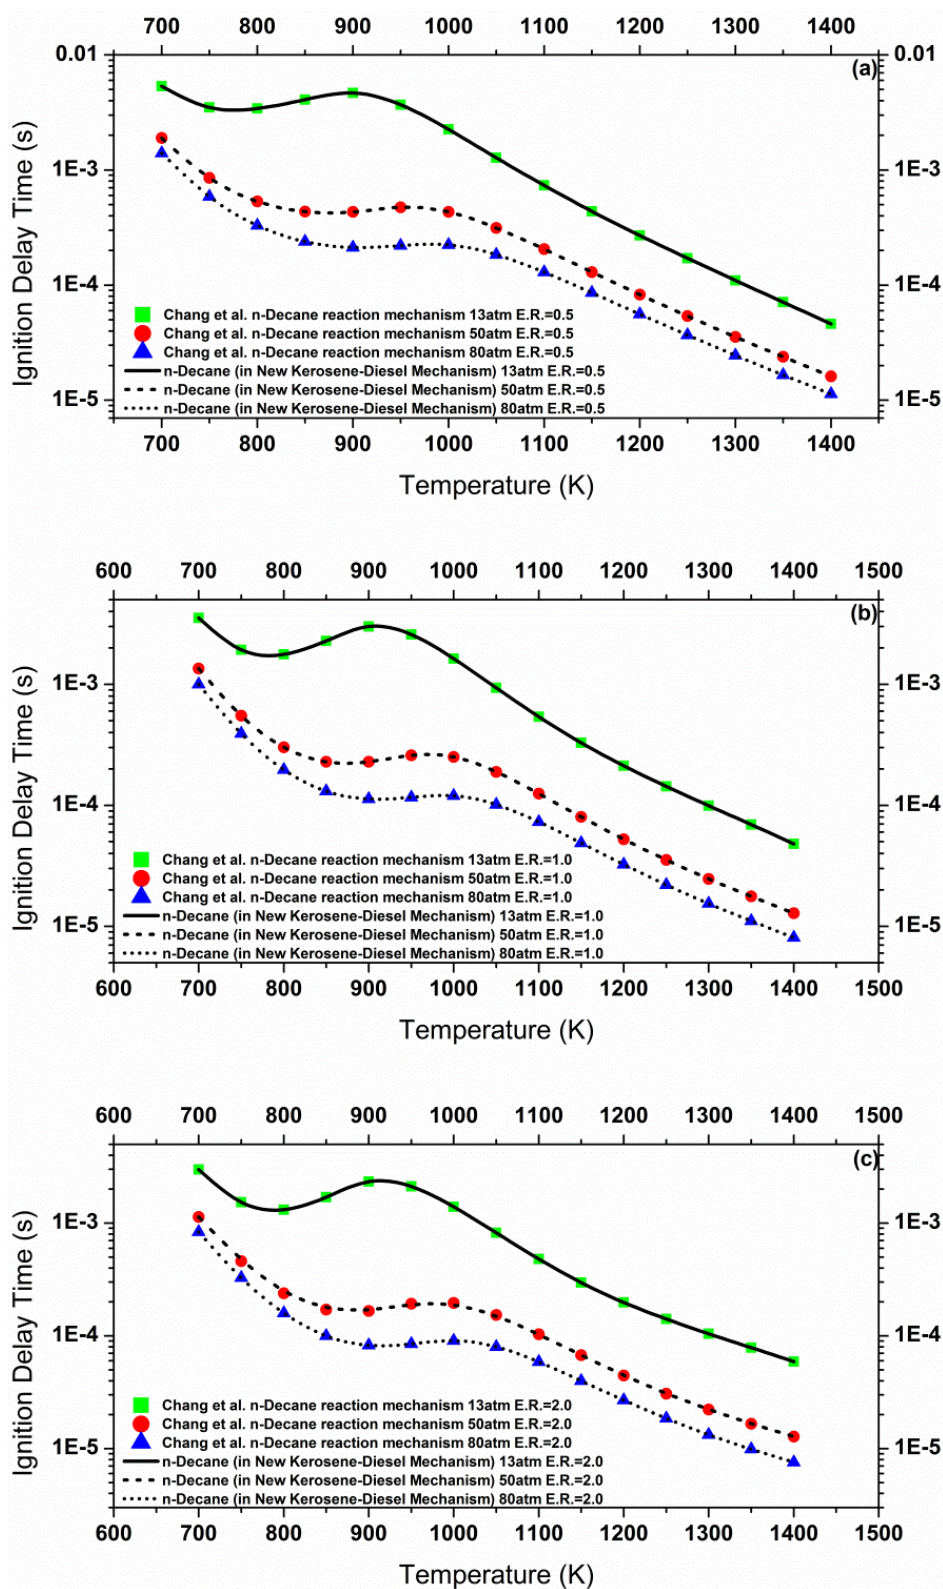 700 800 900 1000 1100 1200 1300 1400
0.01 (a) 0.01
1E-3 1E-3
1E-4 1E-4
1E-5 1E-5
Ignition Delay Time (s)
Chang et al. n-Decane reaction mechanism 13atm E.R.=0.5
Chang et al. n-Decane reaction mechanism 50atm E.R.=0.5
Chang et al. n-Decane reaction mechanism 80atm E.R.=0.5
n-Decane (in New Kerosene-Diesel Mechanism) 13atm E.R.=0.5
n-Decane (in New Kerosene-Diesel Mechanism) 50atm E.R.=0.5
n-Decane (in New Kerosene-Diesel Mechanism) 80atm E.R.=0.5
700 800 900 1000 1100 1200 1300 1400
Temperature (K)
600 700 800 900 1000 1100 1200 1300 1400 1500
(b)
1E-3 1E-3
1E-4 1E-4
1E-5 1E-5
Ignition Delay Time (s)
Chang et al. n-Decane reaction mechanism 13atm E.R.=1.0
Chang et al. n-Decane reaction mechanism 50atm E.R.=1.0
Chang et al. n-Decane reaction mechanism 80atm E.R.=1.0
n-Decane (in New Kerosene-Diesel Mechanism) 13atm E.R.=1.0
n-Decane (in New Kerosene-Diesel Mechanism) 50atm E.R.=1.0
n-Decane (in New Kerosene-Diesel Mechanism) 80atm E.R.=1.0
600 700 800 900 1000 1100 1200 1300 1400 1500
Temperature (K)
600 700 800 900 1000 1100 1200 1300 1400 1500
(c)
1E-3 1E-3
1E-4 1E-4
1E-5 1E-5
Ignition Delay Time (s)
Chang et al. n-Decane reaction mechanism 13atm E.R.=2.0
Chang et al. n-Decane reaction mechanism 50atm E.R.=2.0
Chang et al. n-Decane reaction mechanism 80atm E.R.=2.0
n-Decane (in New Kerosene-Diesel Mechanism) 13atm E.R.=2.0
n-Decane (in New Kerosene-Diesel Mechanism) 50atm E.R.=2.0
n-Decane (in New Kerosene-Diesel Mechanism) 80atm E.R.=2.0
600 700 800 900 1000 1100 1200 1300 1400 1500
Temperature (K)